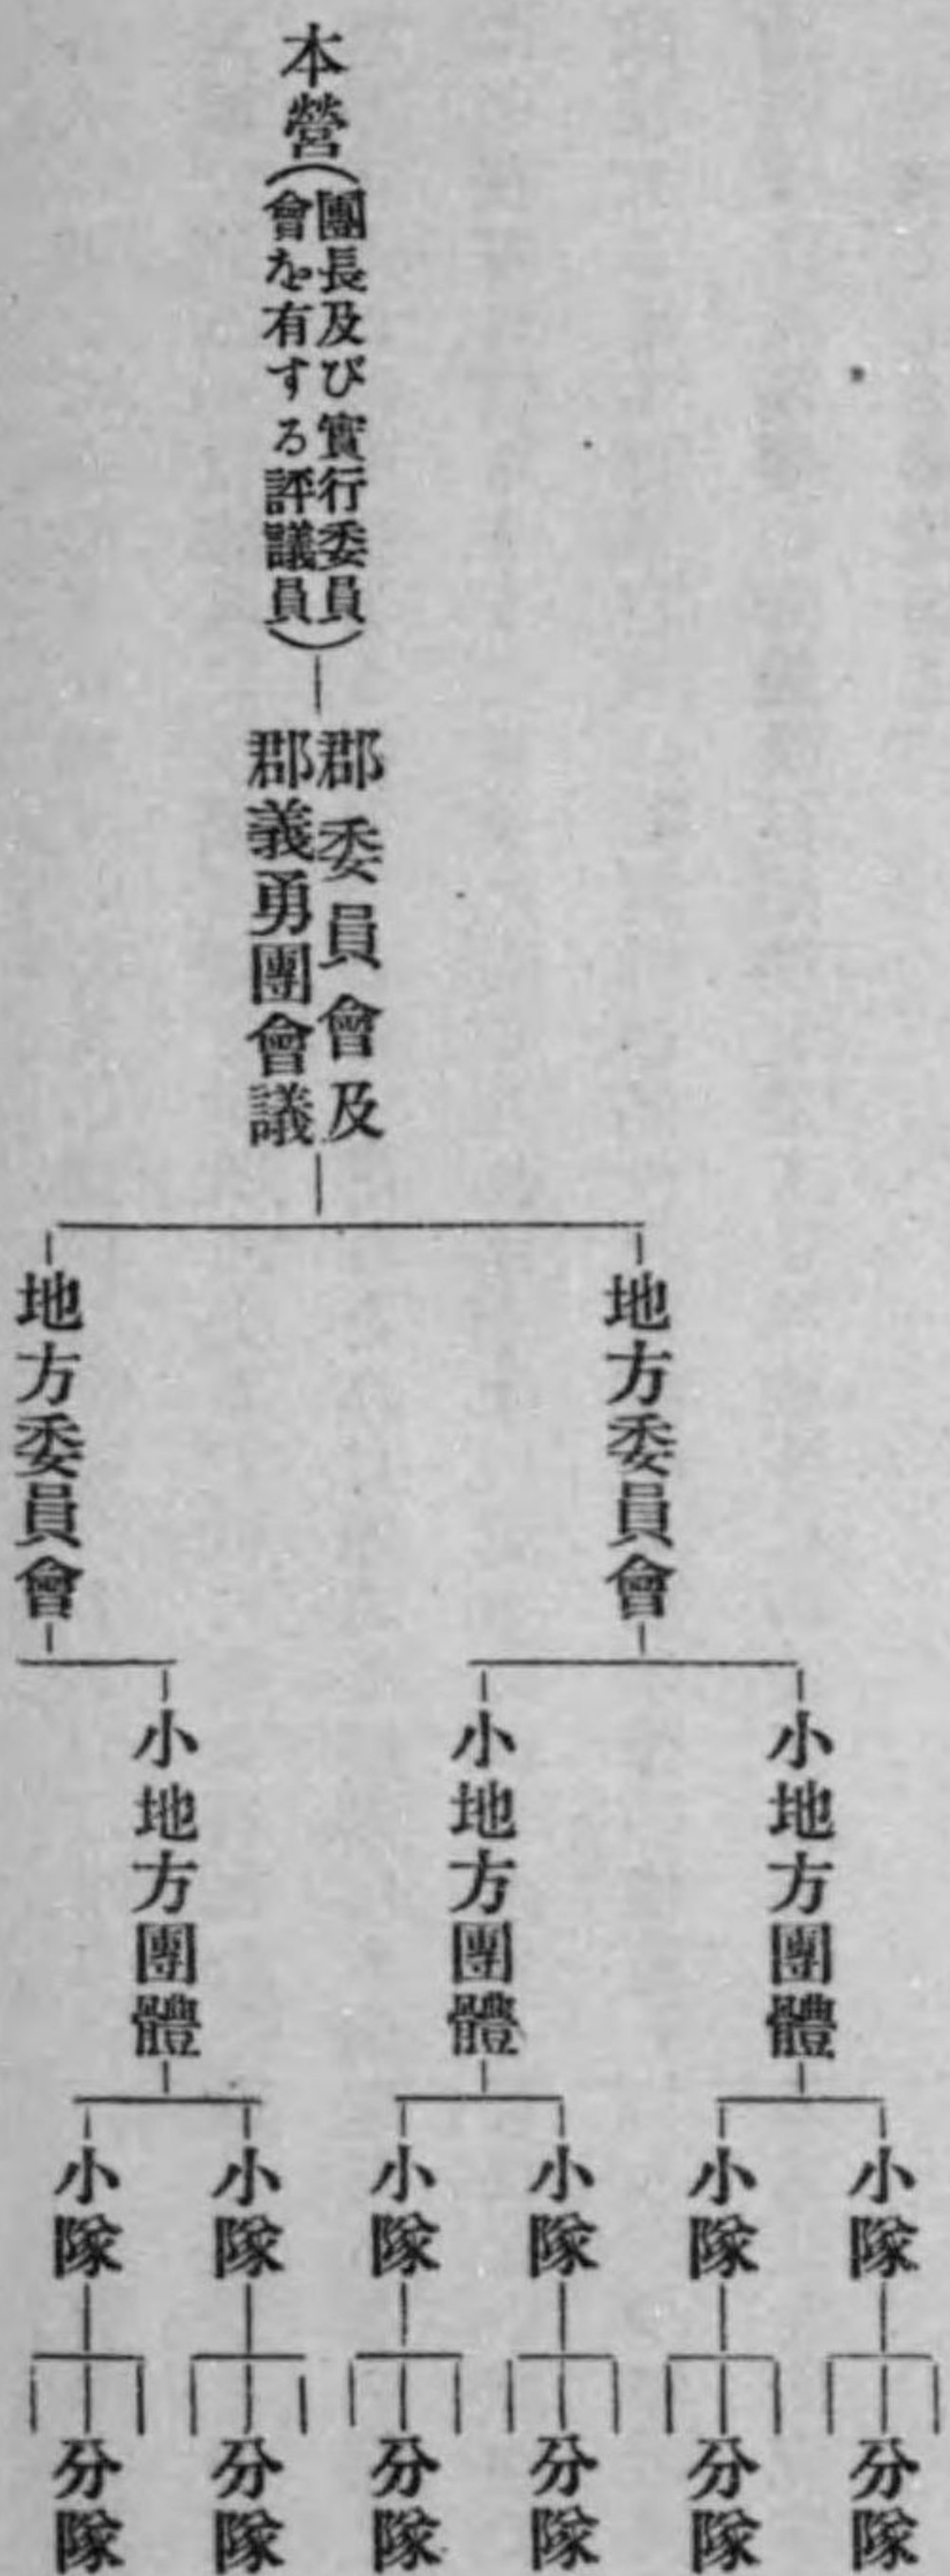 本營(團長及び實行委員
會を有する評議員)
郡委員會及
郡義勇團會議
地方委員會
地方委員會
小地方團體
小地方團體
小地方團體
小隊
小隊
小隊
小隊
小隊
小隊
分隊
分隊
分隊
分隊
分隊
分隊